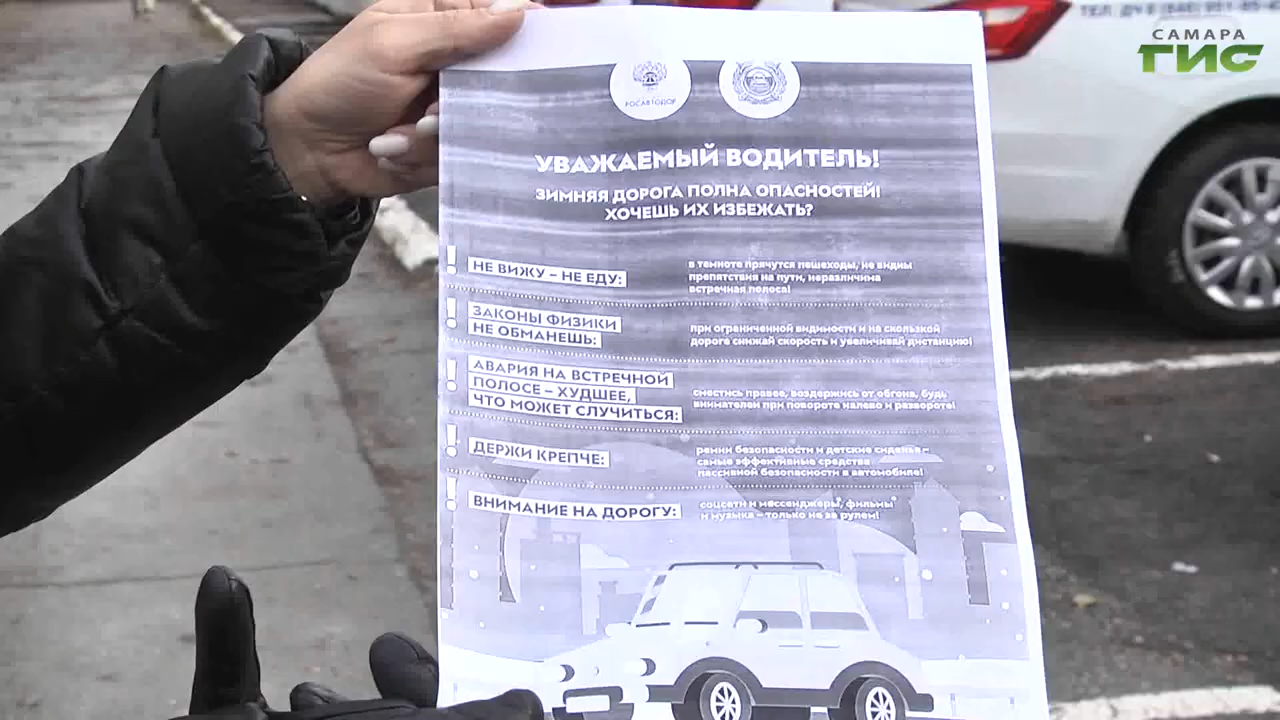 САМАРА
ГИС
РОСАВТОДОР
УВАЖАЕМЫЙ ВОДИТЕЛЬ!
ЗИМНЯЯ ДОРОГА ПОЛНА ОПАСНОСТЕЙ!
ХОЧЕШЬ ИХ ИЗБЕЖАТЬ?
! НЕ ВИЖУ – НЕ ЕДУ:
в темноте прячутся пешеходы, не видны
препятствия на пути, неразличима
встречная полоса!
! ЗАКОНЫ ФИЗИКИ
НЕ ОБМАНЕШЬ:
при ограниченной видимости и на скользкой
дороге снижай скорость и увеличивай дистанцию!
! АВАРИЯ НА ВСТРЕЧНОЙ
ПОЛОСЕ – ХУДШЕЕ,
ЧТО МОЖЕТ СЛУЧИТЬСЯ:
сместись правее, воздержись от обгона, будь
внимателен при повороте налево и развороте!
! ДЕРЖИ КРЕПЧЕ:
ремни безопасности и детские сиденья –
самые эффективные средства
пассивной безопасности в автомобиле!
! ВНИМАНИЕ НА ДОРОГУ:
соцсети и мессенджеры, фильмы
и музыка – только не за рулем!